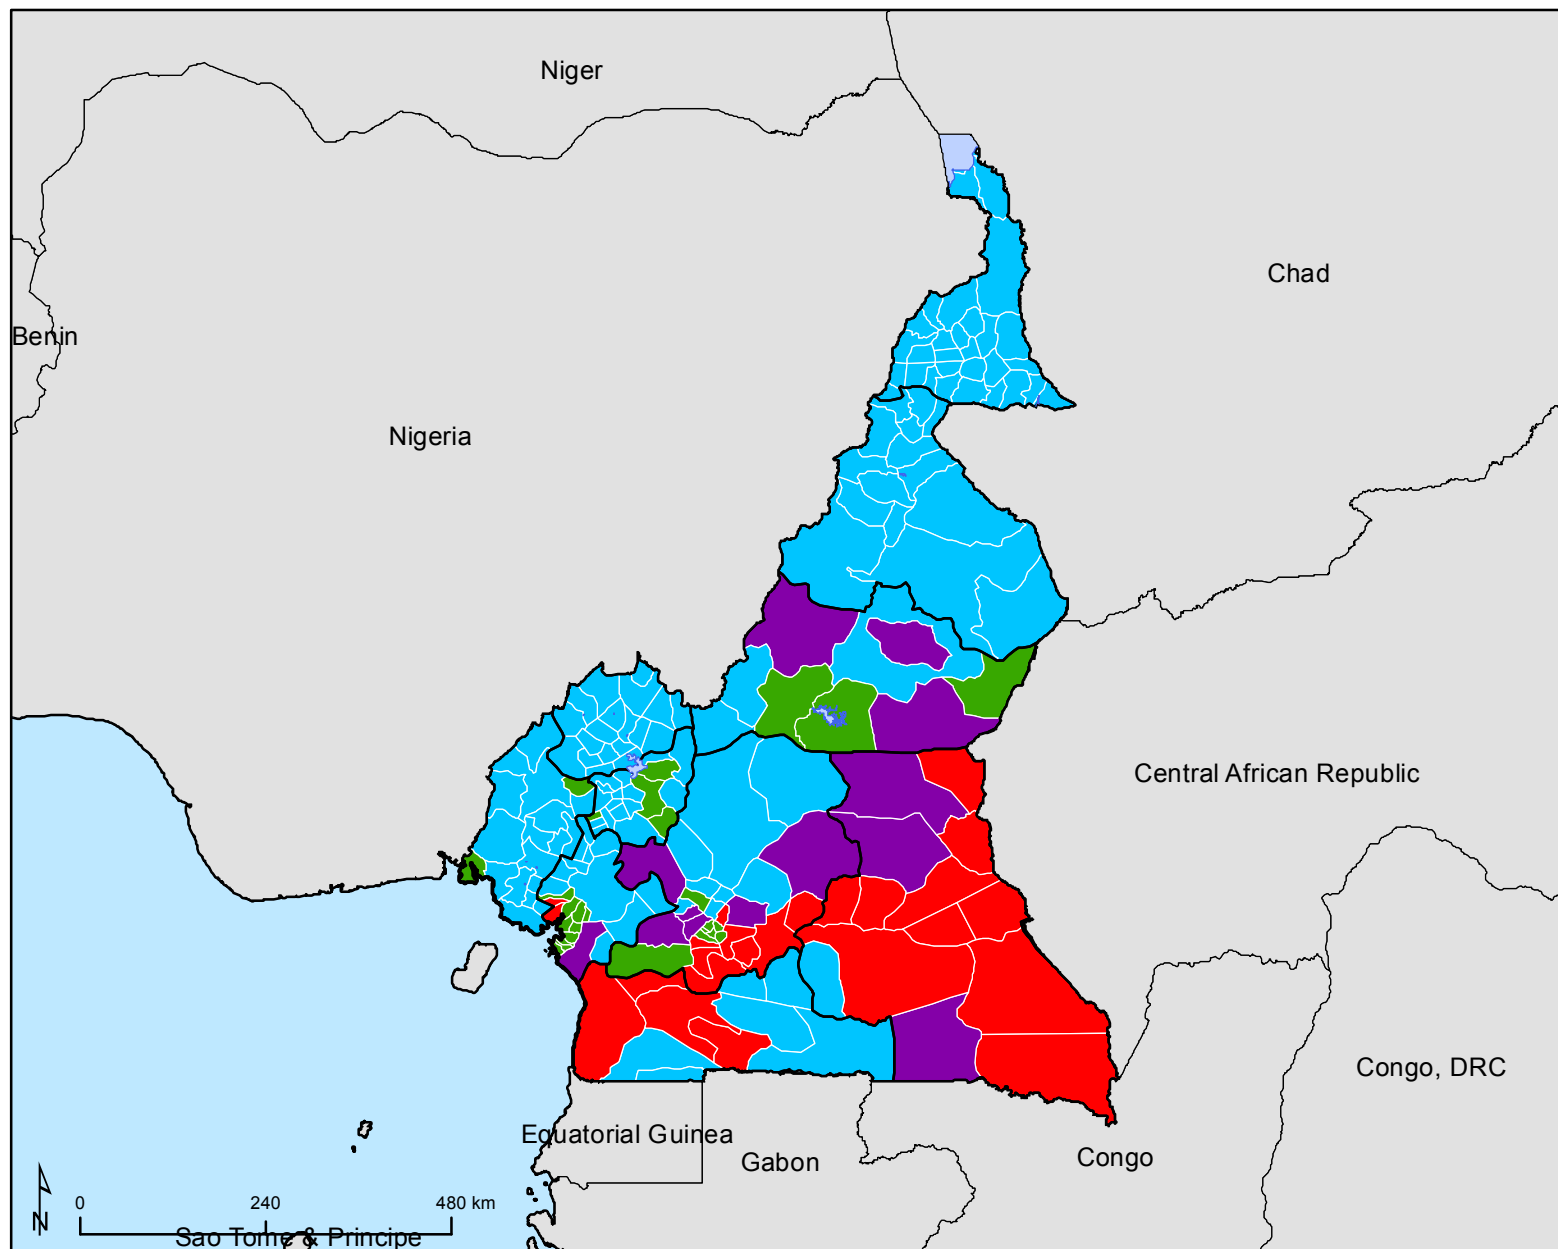 Niger
Chad
Benin
Nigeria
Central African Republic
Congo, DRC
Equatorial Guinea
Gabon
Congo
N
0 240 480 km
Sao Tome & Principe